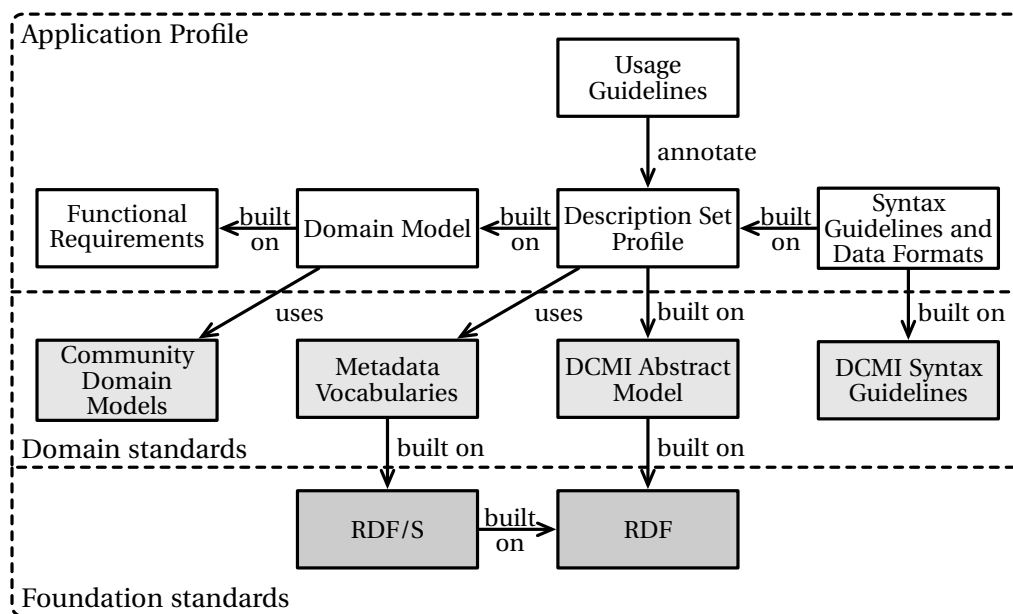 Application Profile
Usage
Guidelines
annotate
Functional
Requirements
built
on
Domain Model
built
on
Description Set
Profile
built
on
Syntax
Guidelines and
Data Formats
uses
uses
built on
built on
Community
Domain
Models
Metadata
Vocabularies
DCMI Abstract
Model
DCMI Syntax
Guidelines
Domain standards
built on
built on
RDF/S
built
on
RDF
Foundation standards